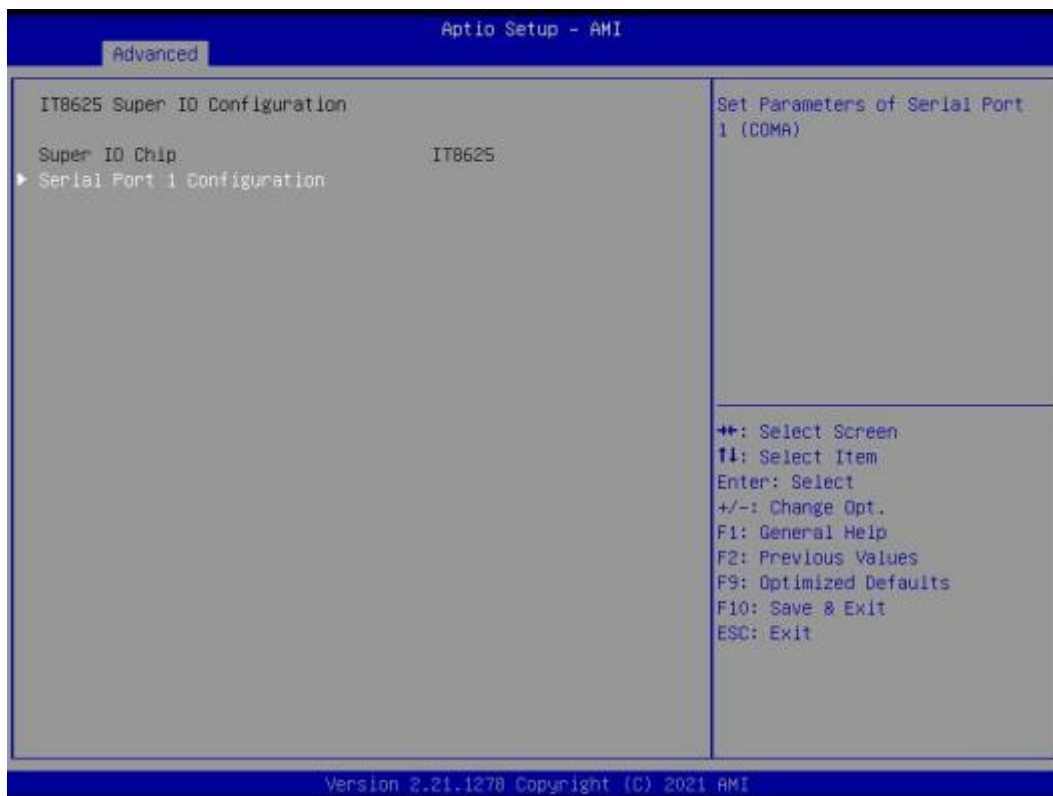 Aptio Setup - AMI
Advanced
IT8625 Super IO Configuration
Super IO Chip IT8625
Serial Port 1 Configuration
Set Parameters of Serial Port
1 (COMA)
→←: Select Screen
↑↓: Select Item
Enter: Select
+/-: Change Opt.
F1: General Help
F2: Previous Values
F9: Optimized Defaults
F10: Save & Exit
ESC: Exit
Version 2.21.1278 Copyright (C) 2021 AMI